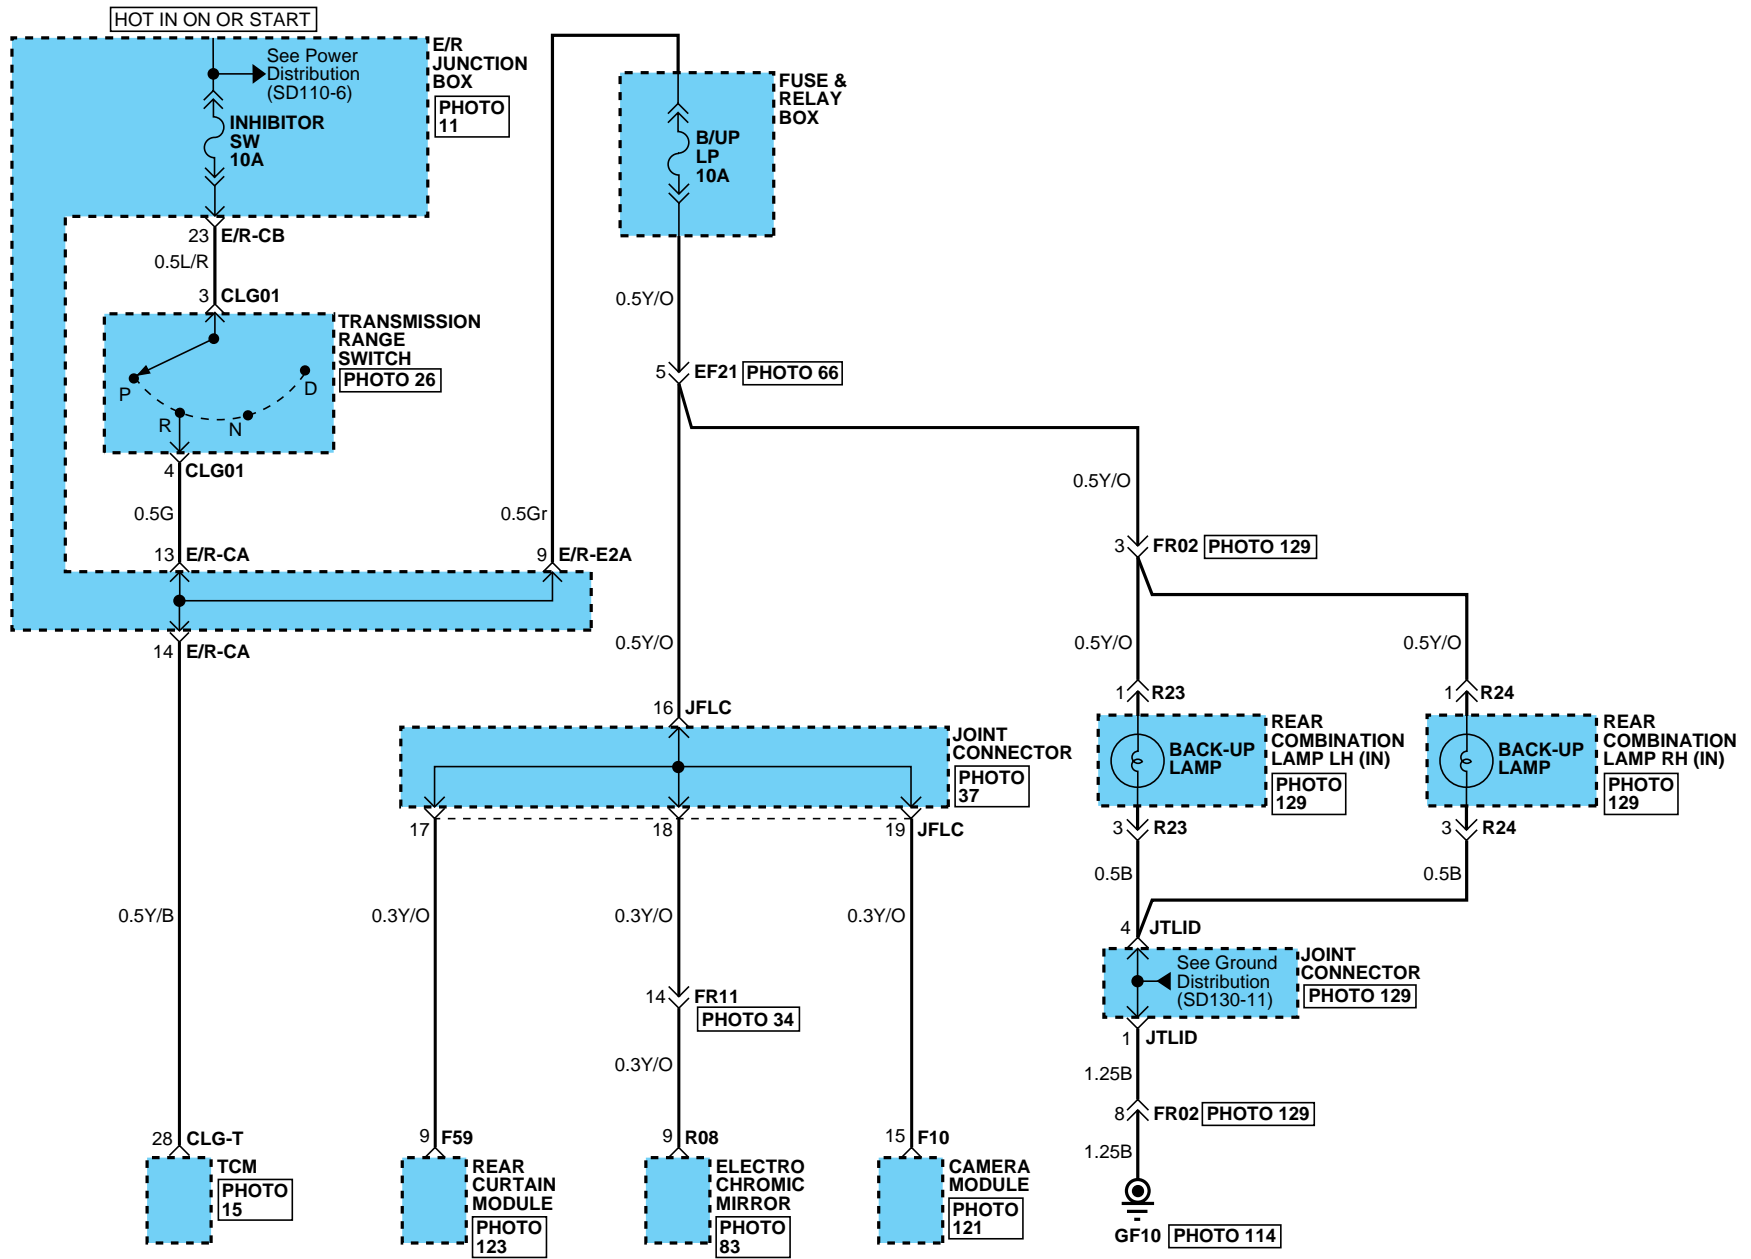 HOT IN ON OR START
See Power
Distribution
(SD110-6)
E/R
JUNCTION
BOX
PHOTO
11
INHIBITOR
SW
10A
23 E/R-CB
0.5L/R
3 CLG01
TRANSMISSION
RANGE
SWITCH
PHOTO 26
P
R
N
D
4 CLG01
0.5G
13 E/R-CA
0.5Gr
9 E/R-E2A
14 E/R-CA
FUSE &
RELAY
BOX
B/UP
LP
10A
0.5Y/O
5 EF21 PHOTO 66
0.5Y/O
3 FR02 PHOTO 129
0.5Y/O
0.5Y/O
0.5Y/O
16 JFLC
JOINT
CONNECTOR
PHOTO
37
17
18
19 JFLC
1 R23
BACK-UP
LAMP
REAR
COMBINATION
LAMP LH (IN)
PHOTO
129
3 R23
0.5B
1 R24
BACK-UP
LAMP
REAR
COMBINATION
LAMP RH (IN)
PHOTO
129
3 R24
0.5B
4 JTLID
See Ground
Distribution
(SD130-11)
JOINT
CONNECTOR
PHOTO 129
1 JTLID
1.25B
8 FR02 PHOTO 129
1.25B
GF10 PHOTO 114
0.5Y/B
0.3Y/O
0.3Y/O
0.3Y/O
14 FR11
PHOTO 34
0.3Y/O
28 CLG-T
TCM
PHOTO
15
9 F59
REAR
CURTAIN
MODULE
PHOTO
123
9 R08
ELECTRO
CHROMIC
MIRROR
PHOTO
83
15 F10
CAMERA
MODULE
PHOTO
121